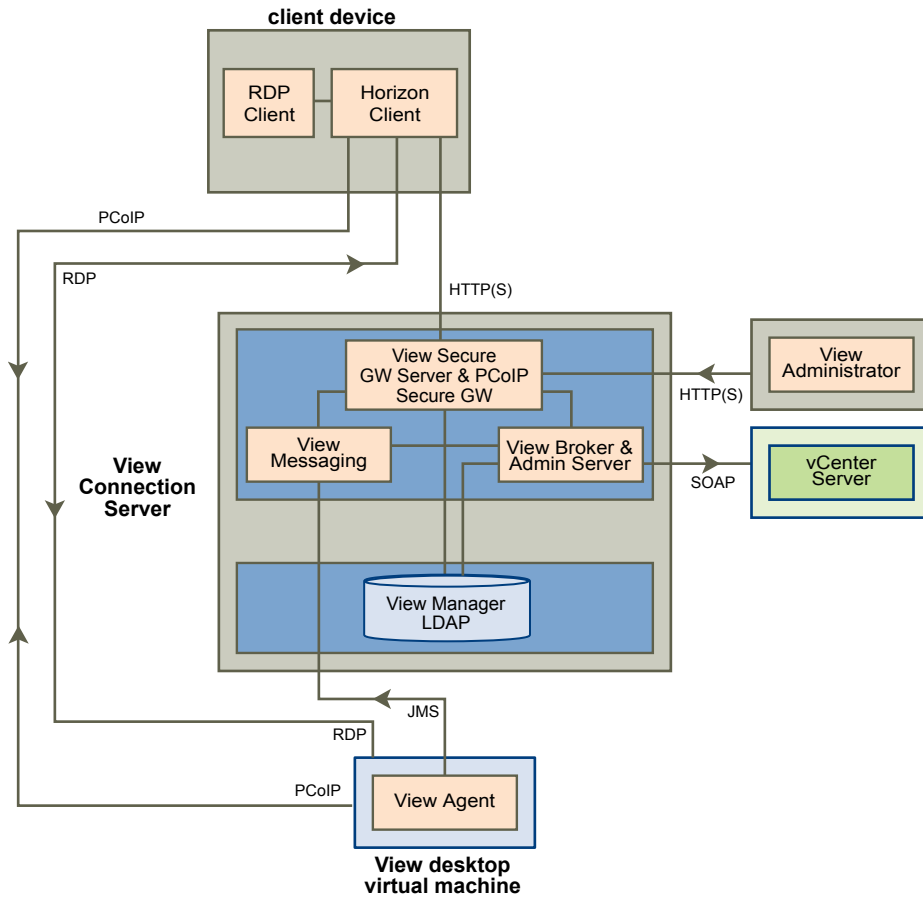 client device
RDP
Client
Horizon
Client
PCoIP
RDP
HTTP(S)
View Secure
GW Server & PCoIP
Secure GW
View
Administrator
HTTP(S)
View
Messaging
View Broker &
Admin Server
vCenter
Server
SOAP
View
Connection
Server
View Manager
LDAP
JMS
RDP
PCoIP
View Agent
View desktop
virtual machine